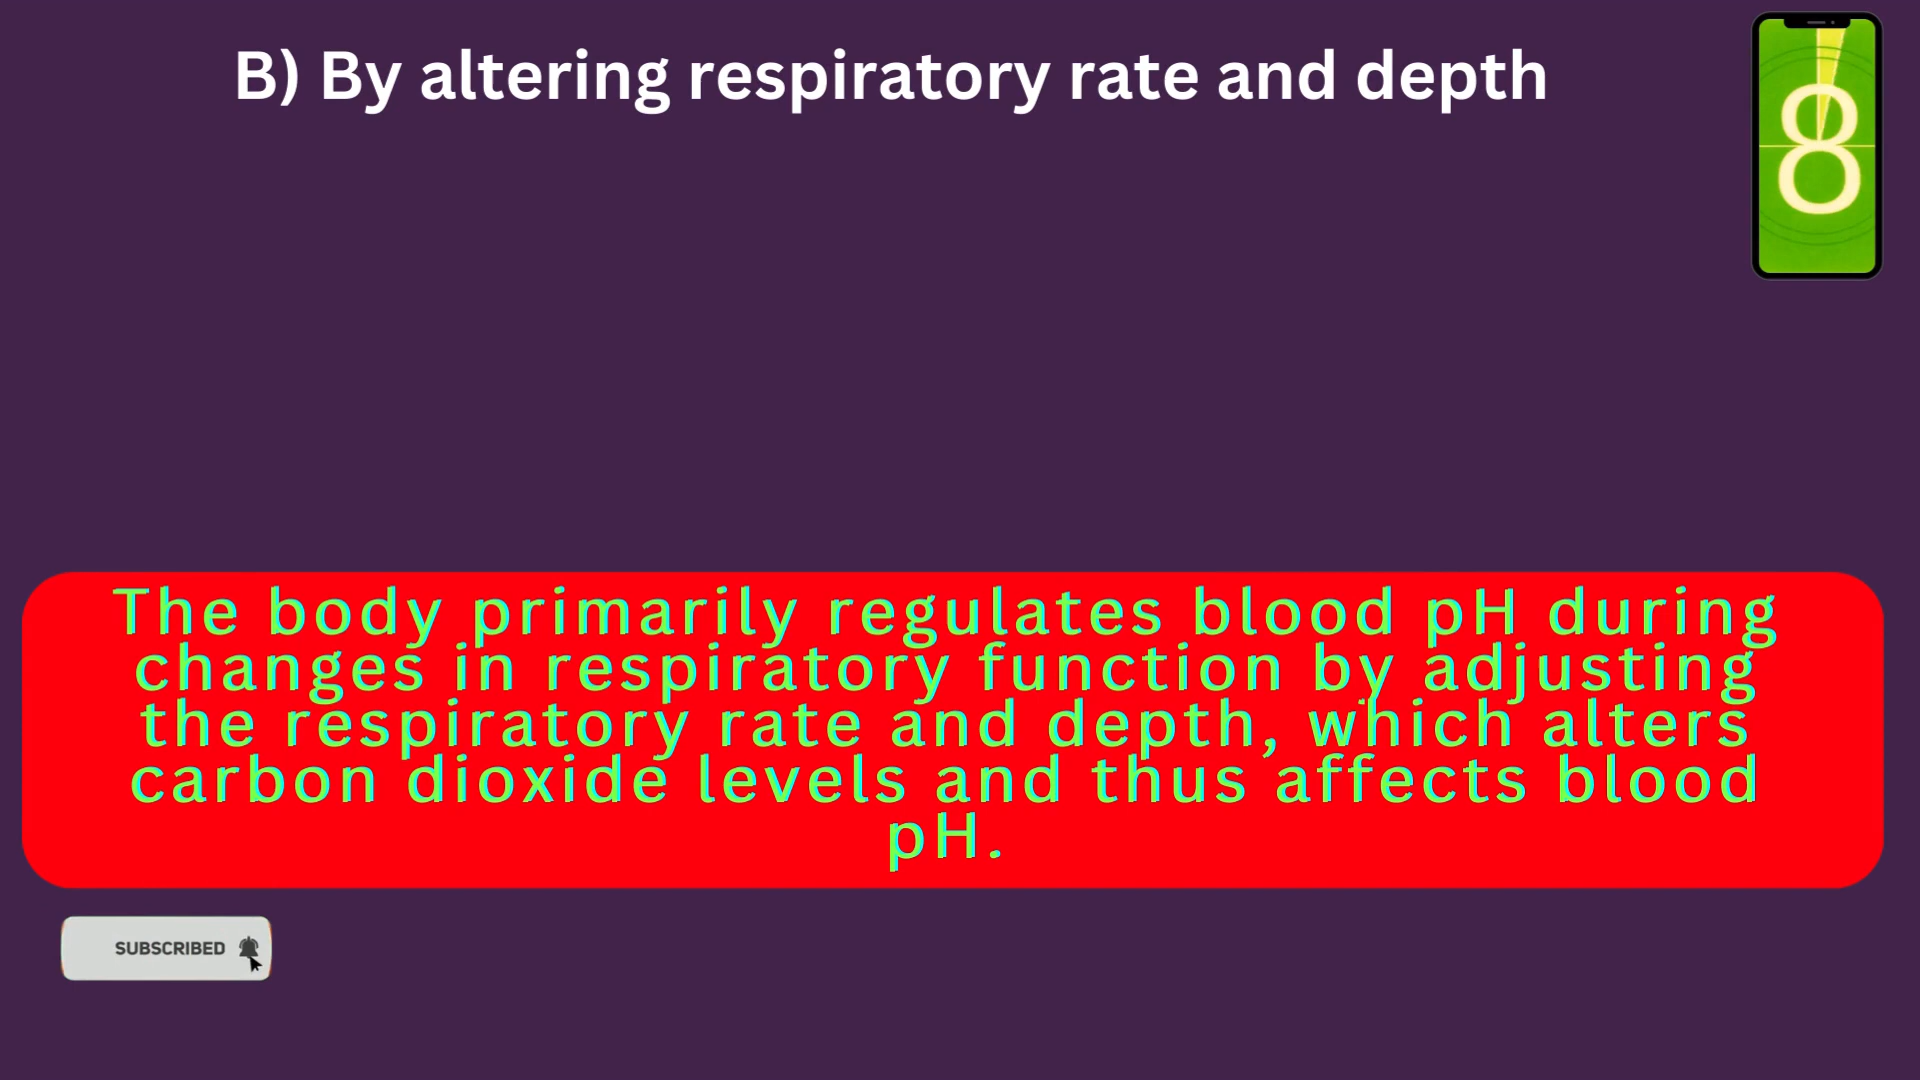 B) By altering respiratory rate and depth
8
The body primarily regulates blood pH during
changes in respiratory function by adjusting
the respiratory rate and depth, which alters
carbon dioxide levels and thus affects blood
pH.
SUBSCRIBED